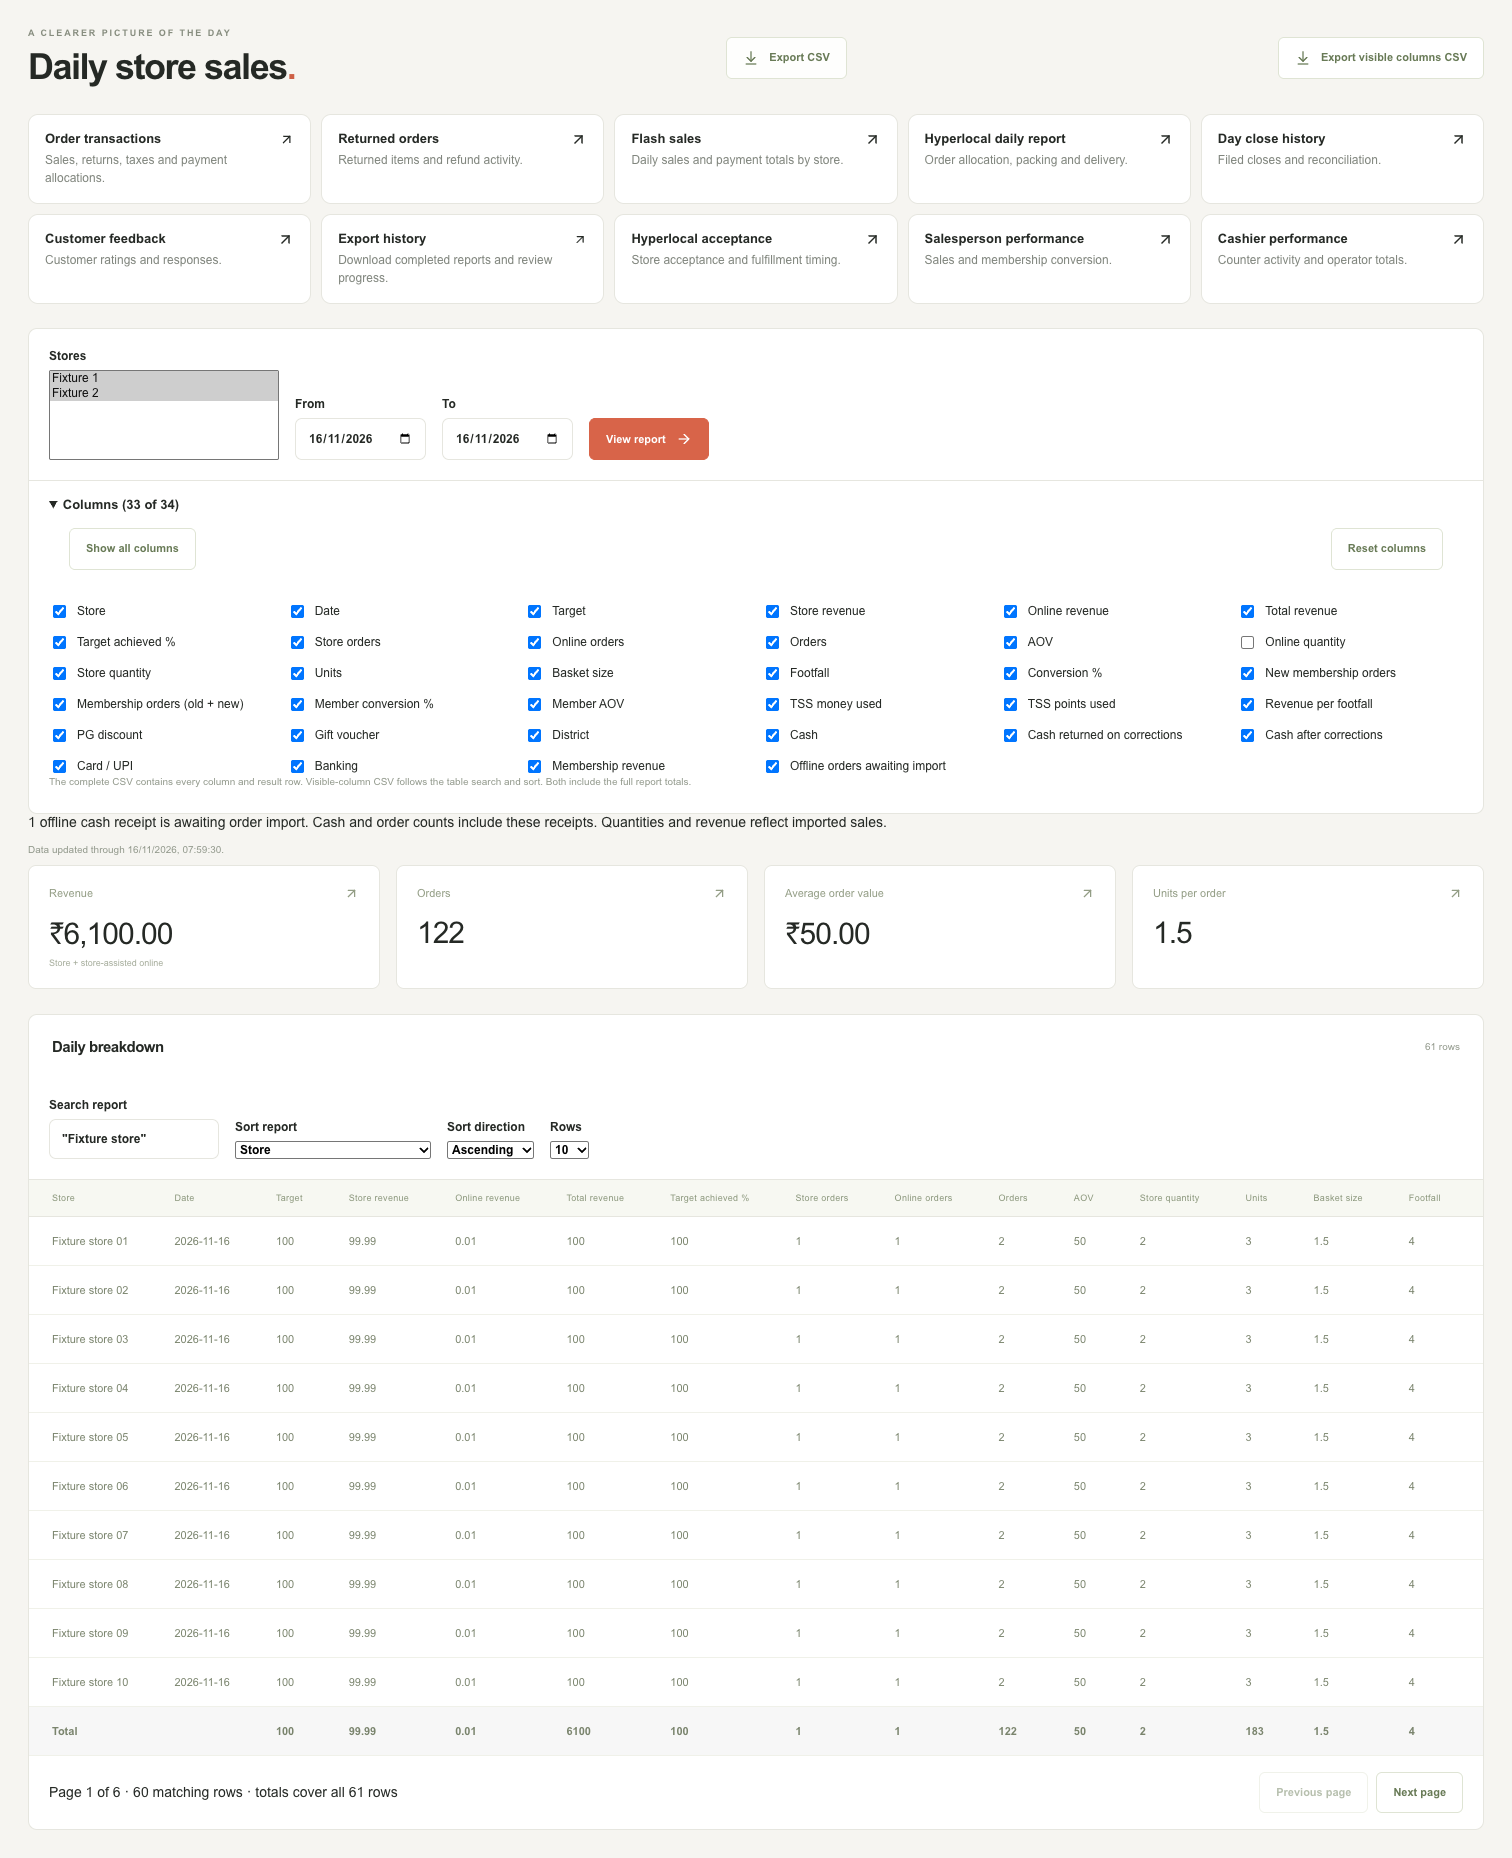 A CLEARER PICTURE OF THE DAY
Daily store sales.
Export CSV
Export visible columns CSV
Order transactions
Sales, returns, taxes and payment
allocations.
Returned orders
Returned items and refund activity.
Flash sales
Daily sales and payment totals by store.
Hyperlocal daily report
Order allocation, packing and delivery.
Day close history
Filed closes and reconciliation.
Customer feedback
Customer ratings and responses.
Export history
Download completed reports and review
progress.
Hyperlocal acceptance
Store acceptance and fulfillment timing.
Salesperson performance
Sales and membership conversion.
Cashier performance
Counter activity and operator totals.
Stores
Fixture 1
Fixture 2
From
16/11/2026
To
16/11/2026
View report
Columns (33 of 34)
Show all columns
Reset columns
Store Date Target Store revenue Online revenue Total revenue
Target achieved % Store orders Online orders Orders AOV Online quantity
Store quantity Units Basket size Footfall Conversion % New membership orders
Membership orders (old + new) Member conversion % Member AOV TSS money used TSS points used Revenue per footfall
PG discount Gift voucher District Cash Cash returned on corrections Cash after corrections
Card / UPI Banking Membership revenue Offline orders awaiting import
The complete CSV contains every column and result row. Visible-column CSV follows the table search and sort. Both include the full report totals.
1 offline cash receipt is awaiting order import. Cash and order counts include these receipts. Quantities and revenue reflect imported sales.
Data updated through 16/11/2026, 07:59:30.
Revenue
₹6,100.00
Store + store-assisted online
Orders
122
Average order value
₹50.00
Units per order
1.5
Daily breakdown
61 rows
Search report
"Fixture store"
Sort report
Store
Sort direction
Ascending
Rows
10
Store Date Target Store revenue Online revenue Total revenue Target achieved % Store orders Online orders Orders AOV Store quantity Units Basket size Footfall
Fixture store 01 2026-11-16 100 99.99 0.01 100 100 1 1 2 50 2 3 1.5 4
Fixture store 02 2026-11-16 100 99.99 0.01 100 100 1 1 2 50 2 3 1.5 4
Fixture store 03 2026-11-16 100 99.99 0.01 100 100 1 1 2 50 2 3 1.5 4
Fixture store 04 2026-11-16 100 99.99 0.01 100 100 1 1 2 50 2 3 1.5 4
Fixture store 05 2026-11-16 100 99.99 0.01 100 100 1 1 2 50 2 3 1.5 4
Fixture store 06 2026-11-16 100 99.99 0.01 100 100 1 1 2 50 2 3 1.5 4
Fixture store 07 2026-11-16 100 99.99 0.01 100 100 1 1 2 50 2 3 1.5 4
Fixture store 08 2026-11-16 100 99.99 0.01 100 100 1 1 2 50 2 3 1.5 4
Fixture store 09 2026-11-16 100 99.99 0.01 100 100 1 1 2 50 2 3 1.5 4
Fixture store 10 2026-11-16 100 99.99 0.01 100 100 1 1 2 50 2 3 1.5 4
Total 100 99.99 0.01 6100 100 1 1 122 50 2 183 1.5 4
Page 1 of 6 · 60 matching rows · totals cover all 61 rows
Previous page
Next page